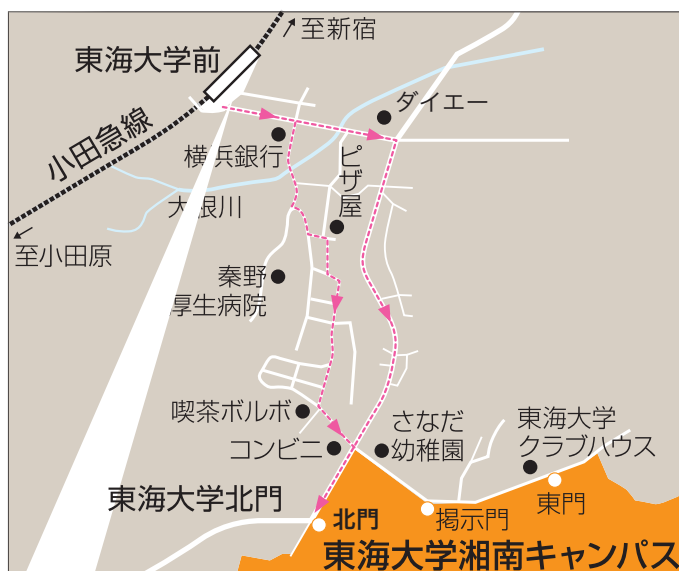 至新宿
東海大学前
ダイエー
小田急線
横浜銀行
ピザ屋
大根川
至小田原
秦野
厚生病院
喫茶ボルボ
さなだ
幼稚園
コンビニ
東海大学
クラブハウス
東海大学北門
北門
掲示門
東門
東海大学湘南キャンパス